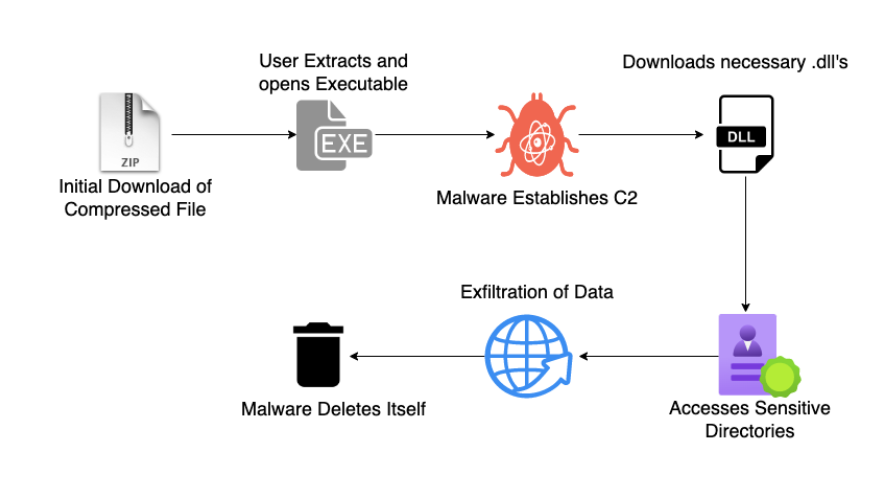 User Extracts and
opens Executable
Downloads necessary .dll's
ZIP
EXE
DLL
Initial Download of
Compressed File
Malware Establishes C2
Exfiltration of Data
Malware Deletes Itself
Accesses Sensitive
Directories